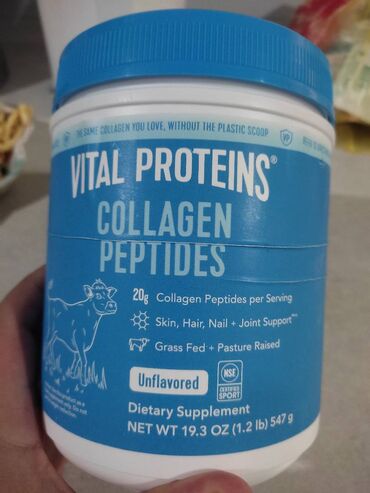 THE SAME COLLAGEN YOU LOVE, WITHOUT THE PLASTIC SCOOP
VP
VITAL PROTEINS®
COLLAGEN
PEPTIDES
20g Collagen Peptides per Serving
Skin, Hair, Nail + Joint Support
Grass Fed + Pasture Raised
Unflavored
NSF
CERTIFIED
SPORT
Dietary Supplement
NET WT 19.3 OZ (1.2 lb) 547 g